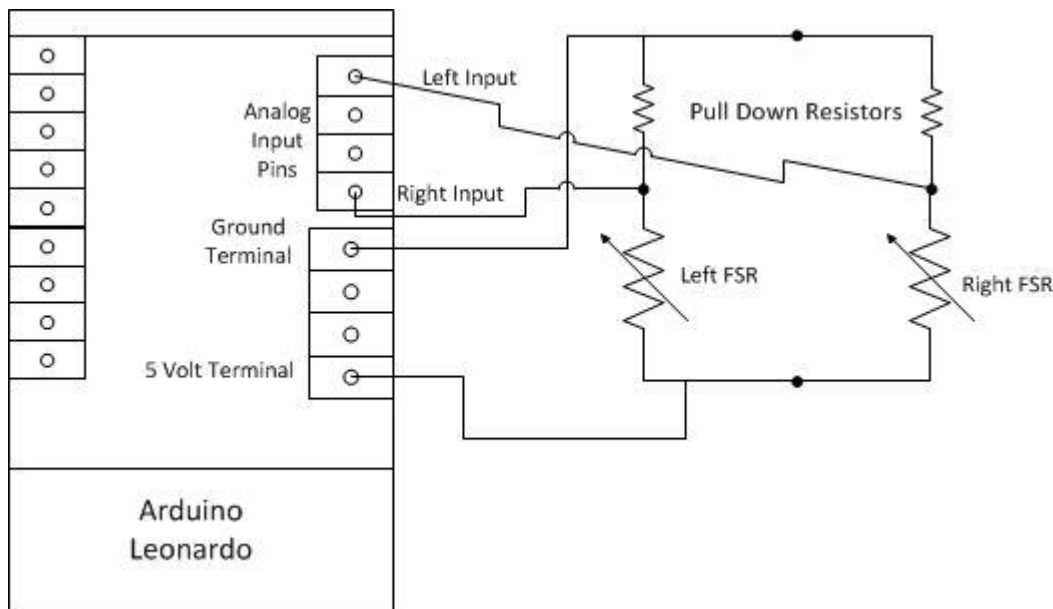 Left Input
Analog
Input
Pins
Pull Down Resistors
Right Input
Ground
Terminal
Left FSR
Right FSR
5 Volt Terminal
Arduino
Leonardo